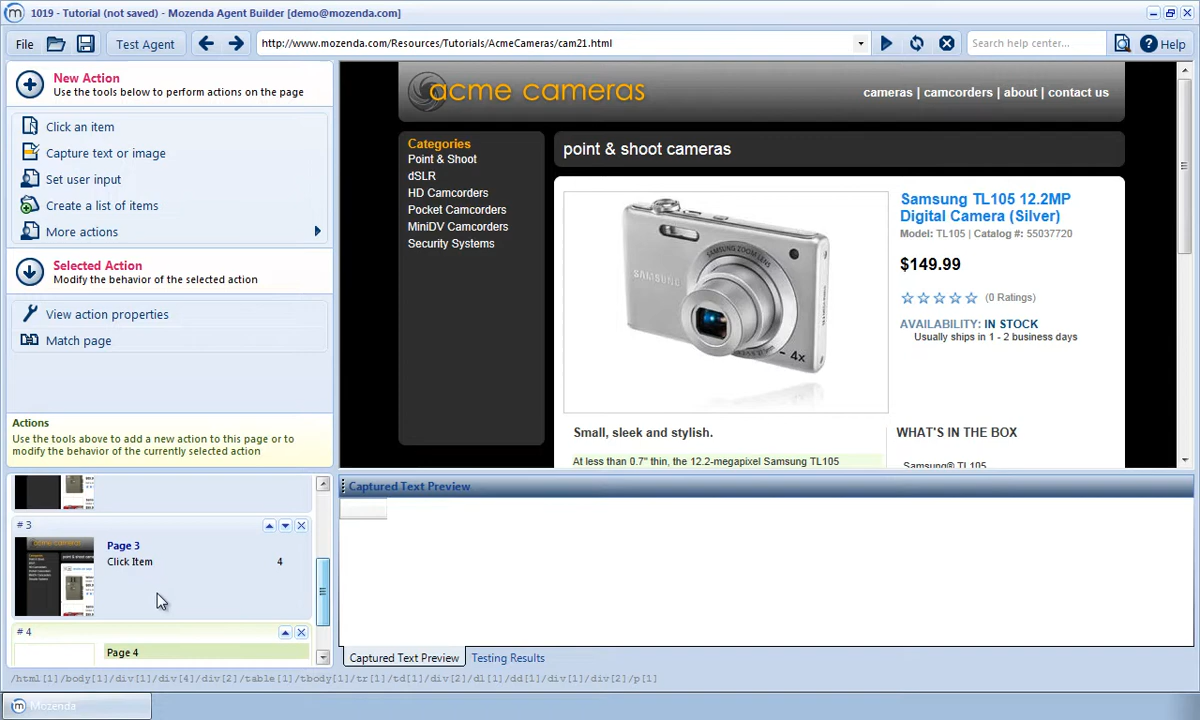 1019 - Tutorial (not saved) - Mozenda Agent Builder [demo@mozenda.com]
File
Test Agent
http://www.mozenda.com/Resources/Tutorials/AcmeCameras/cam21.html
Search help center...
Help
New Action
Use the tools below to perform actions on the page
Click an item
Capture text or image
Set user input
Create a list of items
More actions
Selected Action
Modify the behavior of the selected action
View action properties
Match page
Actions
Use the tools above to add a new action to this page or to
modify the behavior of the currently selected action
# 3
Page 3
Click Item 4
# 4
Page 4
acme cameras
cameras | camcorders | about | contact us
Categories
Point & Shoot
dSLR
HD Camcorders
Pocket Camcorders
MiniDV Camcorders
Security Systems
point & shoot cameras
SAMSUNG
SAMSUNG ZOOM LENS
4x
Samsung TL105 12.2MP
Digital Camera (Silver)
Model: TL105 | Catalog #: 55037720
$149.99
(0 Ratings)
AVAILABILITY: IN STOCK
Usually ships in 1 - 2 business days
Small, sleek and stylish.
At less than 0.7" thin, the 12.2-megapixel Samsung TL105
WHAT'S IN THE BOX
Samsung® TL105
Captured Text Preview
Captured Text Preview
Testing Results
/html[1]/body[1]/div[1]/div[4]/div[2]/table[1]/tbody[1]/tr[1]/td[1]/div[2]/dl[1]/dd[1]/div[1]/div[2]/p[1]
Mozenda